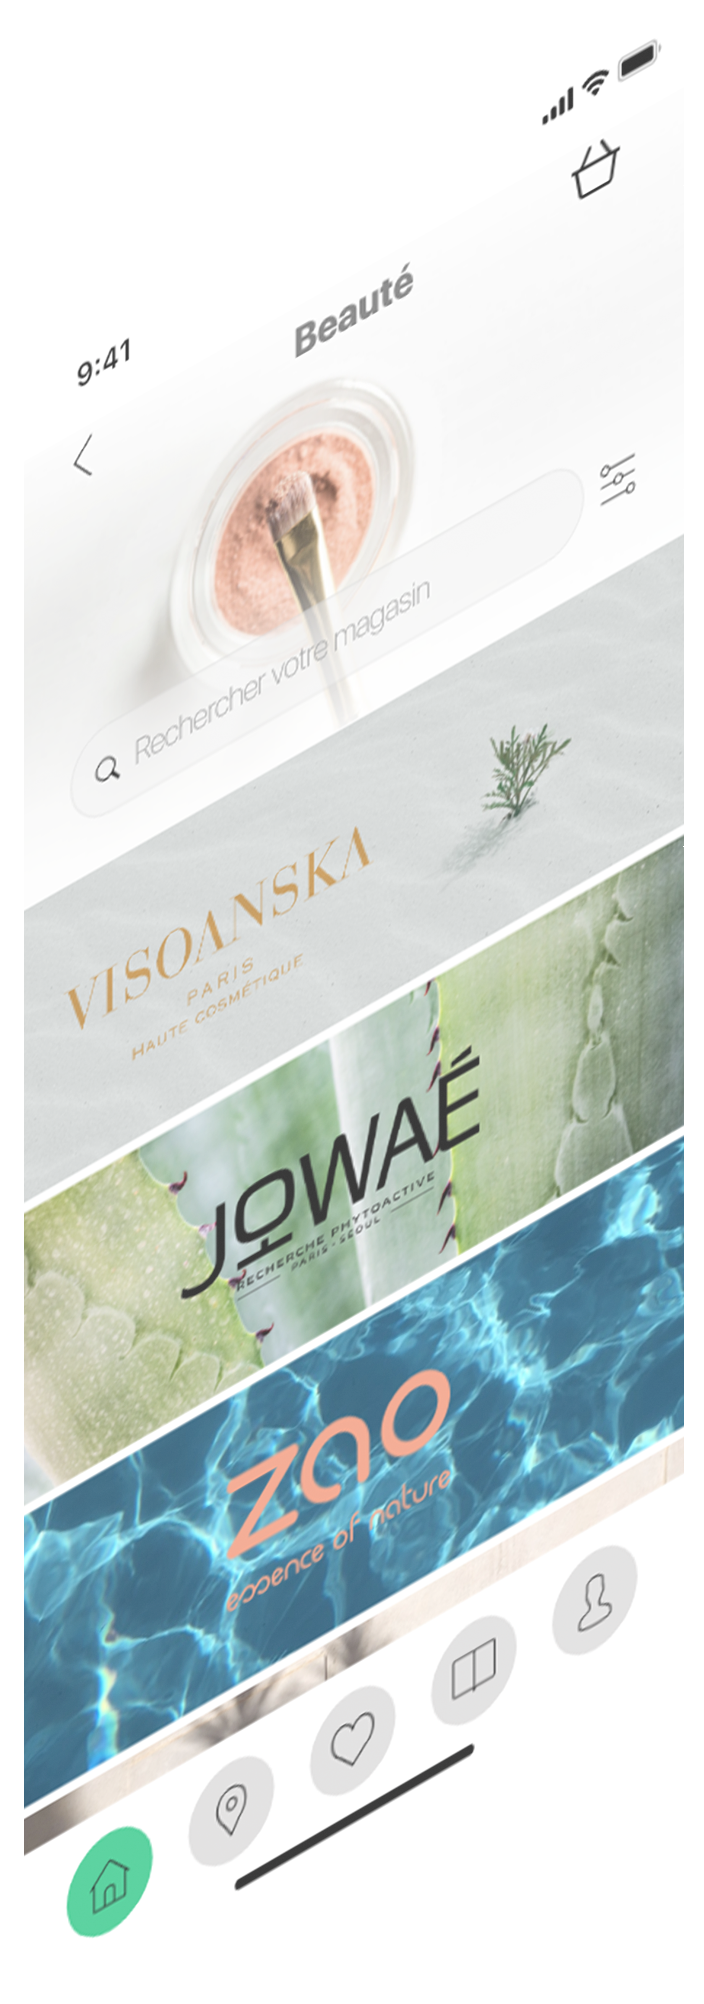 9:41
Beauté
Rechercher votre magasin
VISOANSKA
PARIS
HAUTE COSMÉTIQUE
JOWAÉ
RECHERCHE PHYTOACTIVE
PARIS - SEOUL
zao
essence of nature